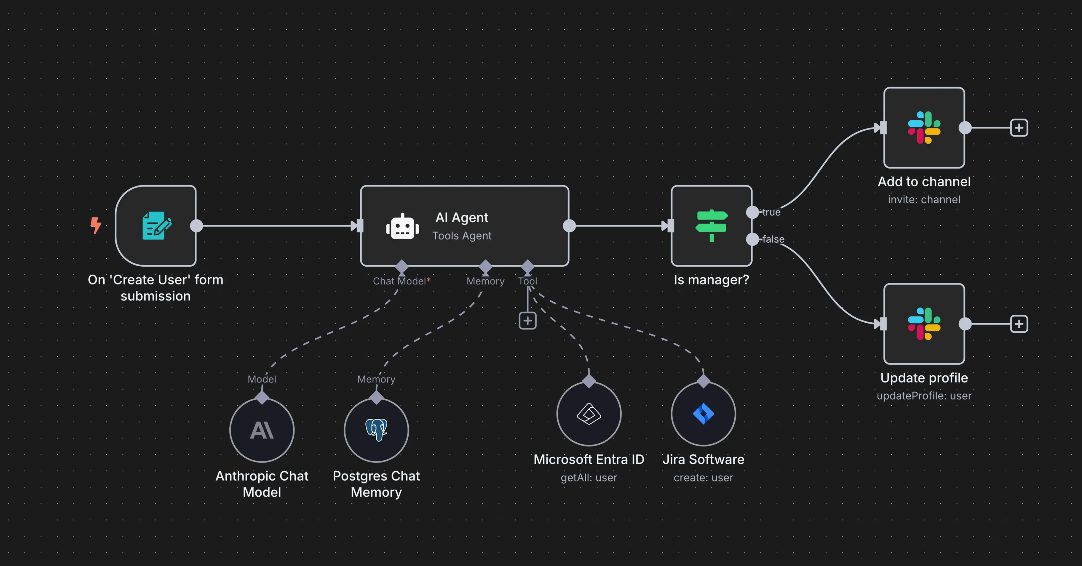 On 'Create User' form
submission
AI Agent
Tools Agent
Chat Model*
Memory
Tool
Is manager?
true
false
Add to channel
invite: channel
Update profile
updateProfile: user
Model
Anthropic Chat
Model
Memory
Postgres Chat
Memory
Microsoft Entra ID
getAll: user
Jira Software
create: user